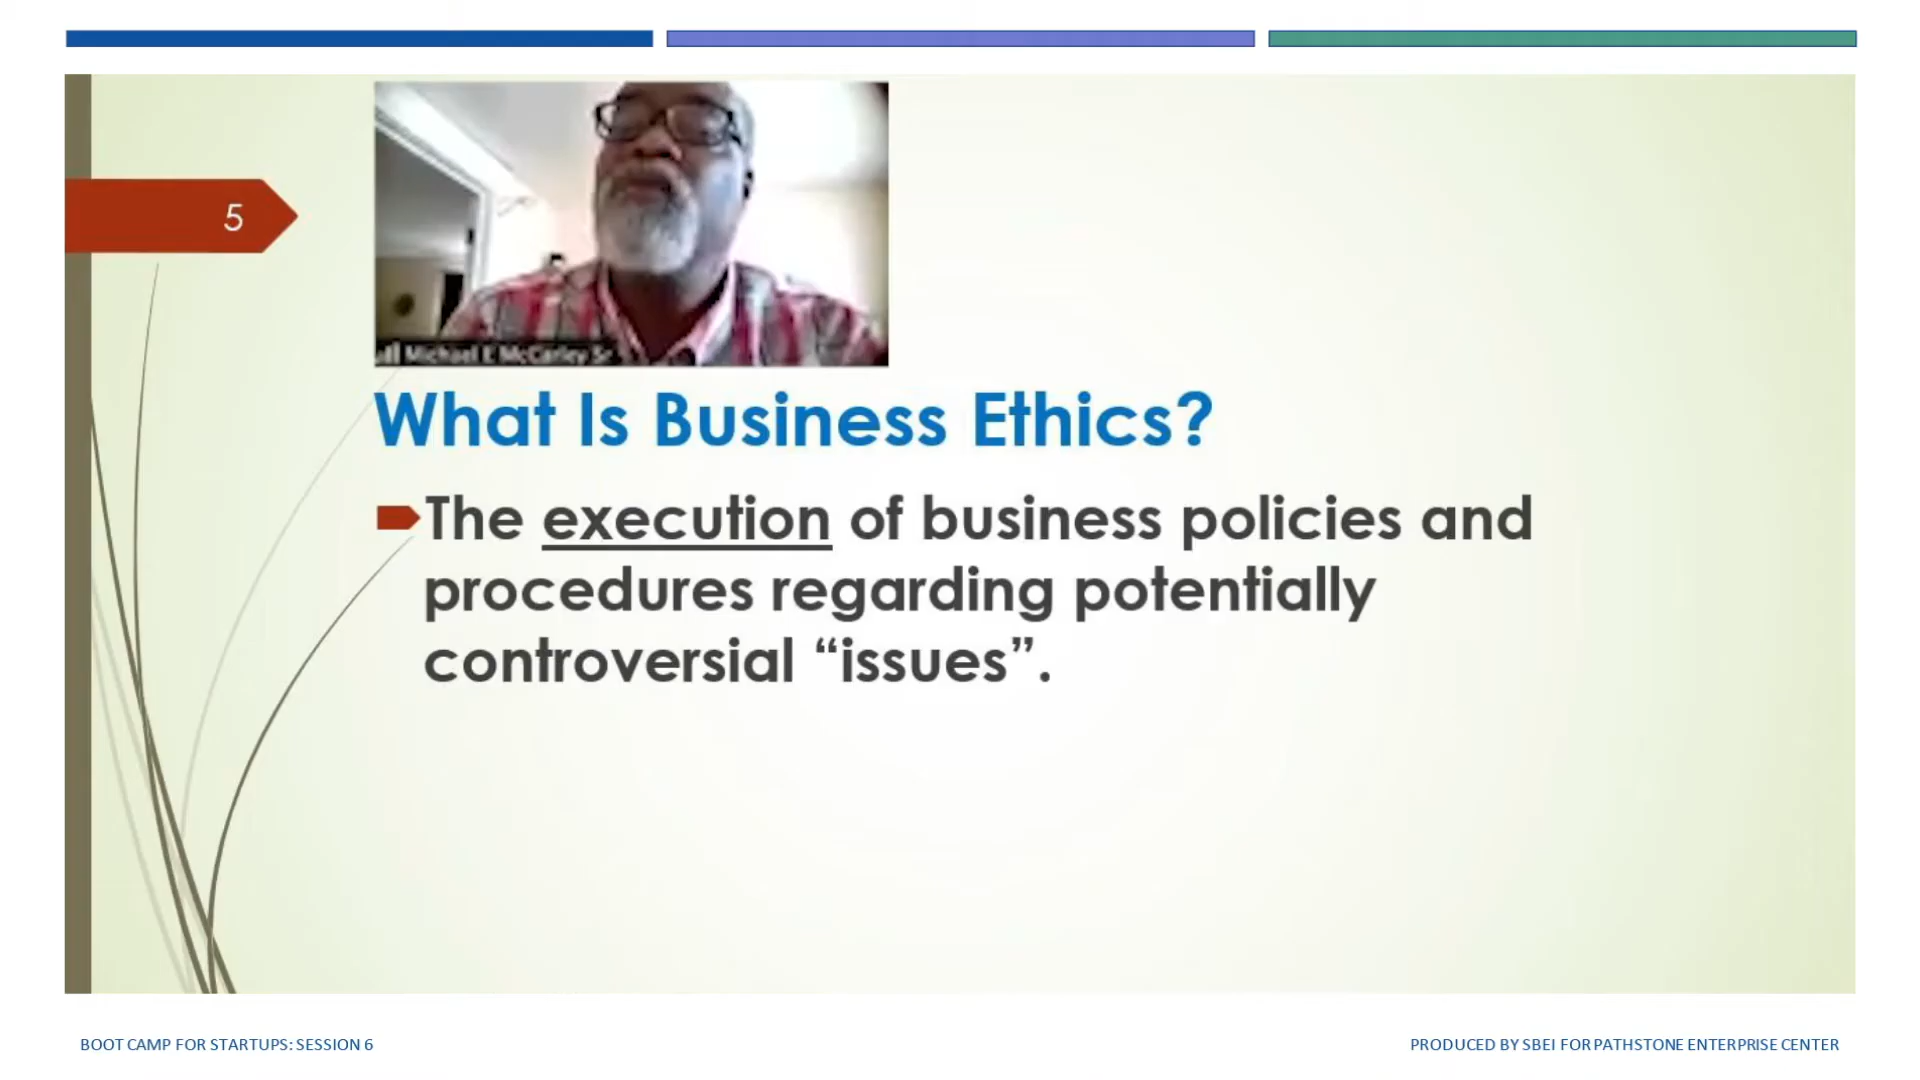 5
Michael E McCarley Sr
What Is Business Ethics?
The execution of business policies and
procedures regarding potentially
controversial “issues”.
BOOT CAMP FOR STARTUPS: SESSION 6
PRODUCED BY SBEI FOR PATHSTONE ENTERPRISE CENTER